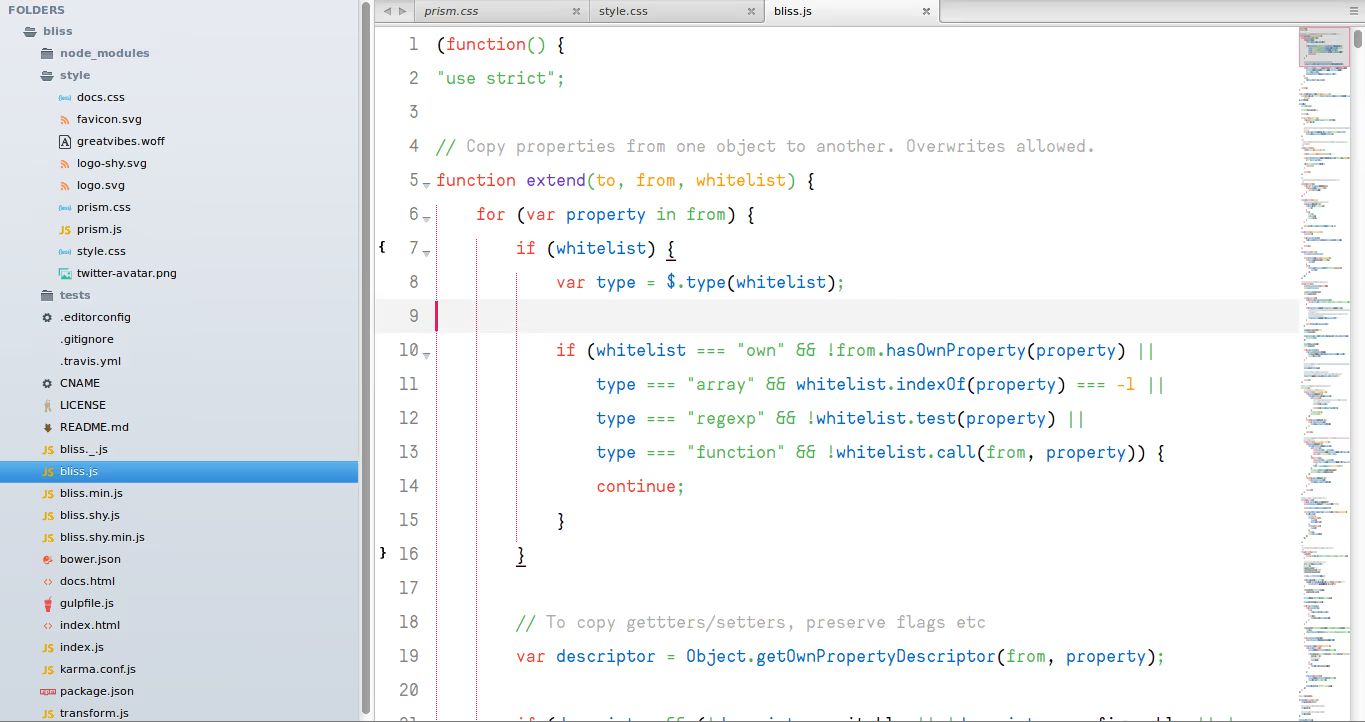 FOLDERS
bliss
node_modules
style
docs.css
favicon.svg
greatvibes.woff
logo-shy.svg
logo.svg
prism.css
prism.js
style.css
twitter-avatar.png
tests
.editorconfig
.gitignore
.travis.yml
CNAME
LICENSE
README.md
bliss._.js
bliss.js
bliss.min.js
bliss.shy.js
bliss.shy.min.js
bower.json
docs.html
gulpfile.js
index.html
index.js
karma.conf.js
package.json
transform.js
prism.css
style.css
bliss.js
1 (function() {
2 "use strict";
3
4 // Copy properties from one object to another. Overwrites allowed.
5 function extend(to, from, whitelist) {
6 for (var property in from) {
7 if (whitelist) {
8 var type = $.type(whitelist);
9
10 if (whitelist === "own" && !from.hasOwnProperty(property) ||
11 type === "array" && whitelist.indexOf(property) === -1 ||
12 type === "regexp" && !whitelist.test(property) ||
13 type === "function" && !whitelist.call(from, property)) {
14 continue;
15 }
16 }
17
18 // To copy gettters/setters, preserve flags etc
19 var descriptor = Object.getOwnPropertyDescriptor(from, property);
20